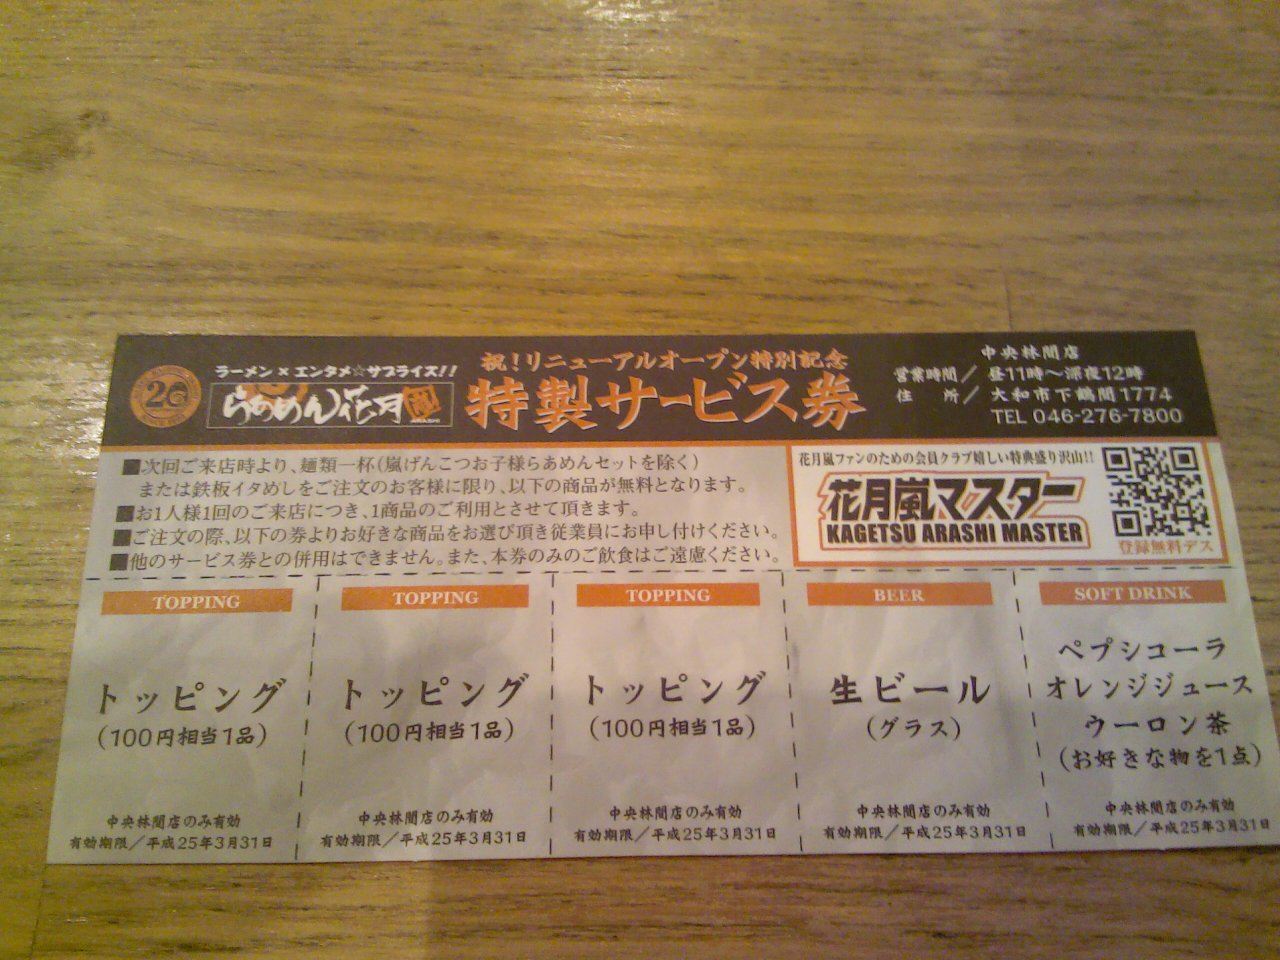 20
ラーメン×エンタメ☆サプライズ!!
らあめん花月嵐
ARASHI
祝!リニューアルオープン特別記念
特製サービス券
中央林間店
営業時間/昼11時〜深夜12時
住 所/大和市下鶴間1774
TEL 046-276-7800
■次回ご来店時より、麺類一杯(嵐げんこつお子様らあめんセットを除く)
または鉄板イタめしをご注文のお客様に限り、以下の商品が無料となります。
■お1人様1回のご来店につき、1商品のご利用とさせて頂きます。
■ご注文の際、以下の券よりお好きな商品をお選び頂き従業員にお申し付けください。
■他のサービス券との併用はできません。また、本券のみのご飲食はご遠慮ください。
花月嵐ファンのための会員クラブ嬉しい特典盛り沢山!!
花月嵐マスター
KAGETSU ARASHI MASTER
登録無料デス
TOPPING
トッピング
(100円相当1品)
中央林間店のみ有効
有効期限/平成25年3月31日
TOPPING
トッピング
(100円相当1品)
中央林間店のみ有効
有効期限/平成25年3月31日
TOPPING
トッピング
(100円相当1品)
中央林間店のみ有効
有効期限/平成25年3月31日
BEER
生ビール
(グラス)
中央林間店のみ有効
有効期限/平成25年3月31日
SOFT DRINK
ペプシコーラ
オレンジジュース
ウーロン茶
(お好きな物を1点)
中央林間店のみ有効
有効期限/平成25年3月31日